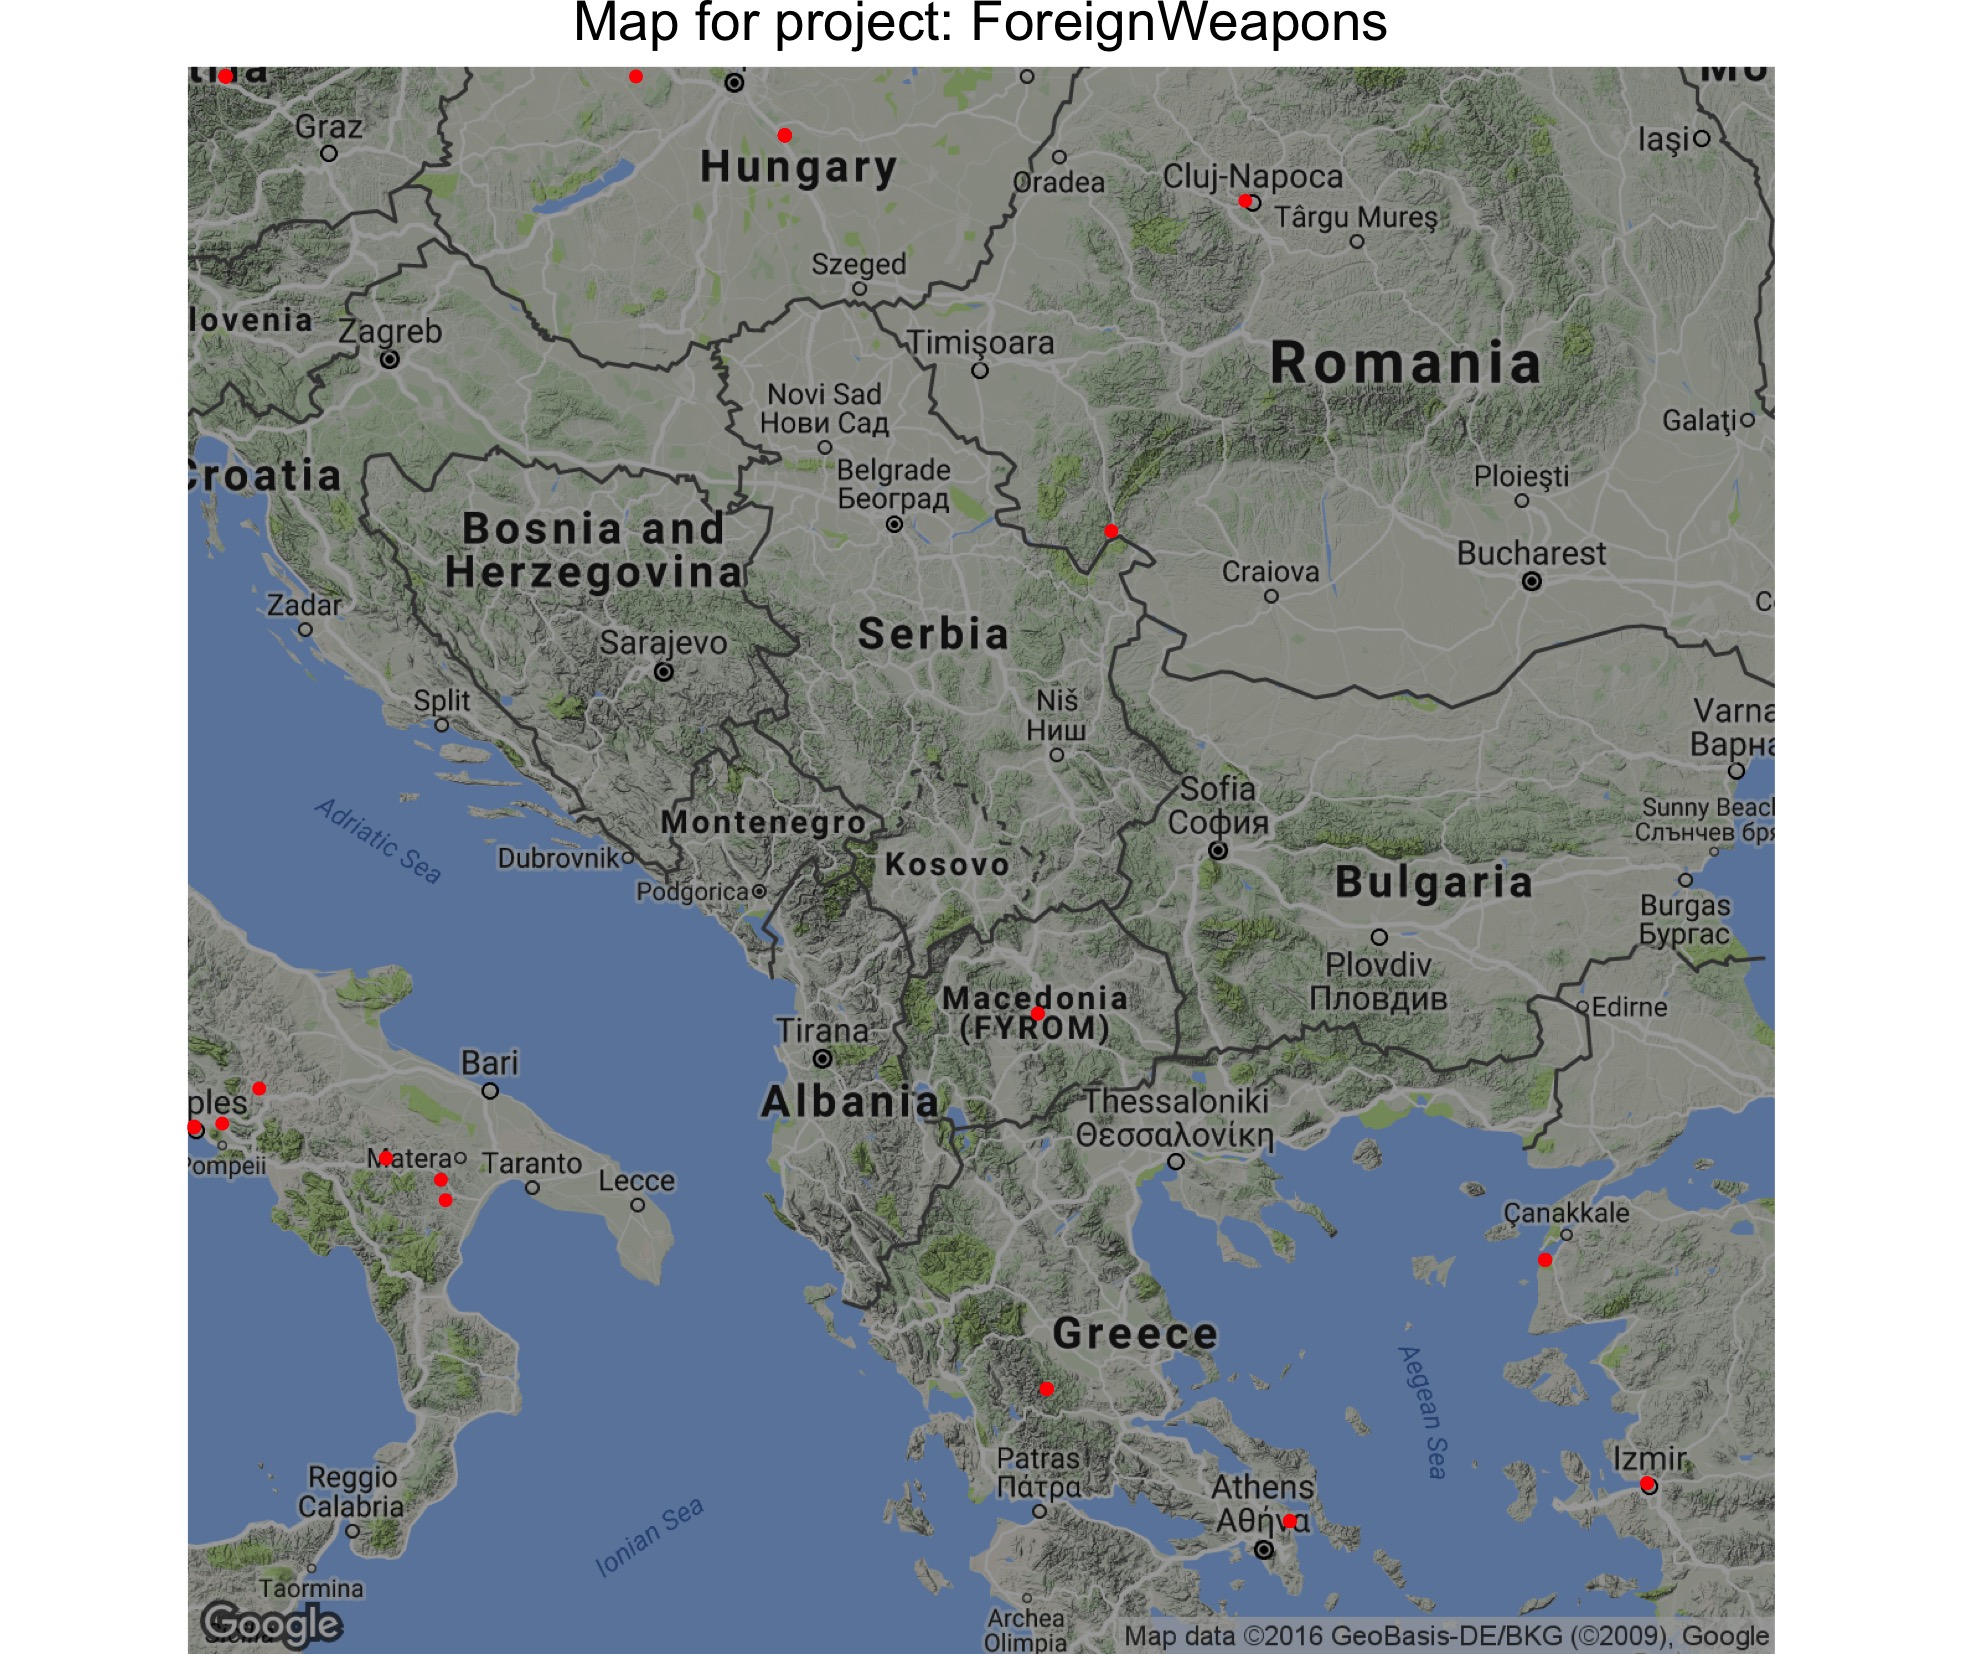 Map for project: ForeignWeapons
Graz
Hungary
Oradea
Cluj-Napoca
Târgu Mureş
Iaşi
Szeged
lovenia
Zagreb
Timişoara
Romania
Novi Sad
Нови Сад
Galaţi
Croatia
Belgrade
Београд
Ploieşti
Bosnia and
Herzegovina
Bucharest
Craiova
Zadar
Serbia
Sarajevo
Split
Niš
Ниш
Varna
Варна
Sofia
София
Adriatic Sea
Montenegro
Sunny Beach
Слънчев бря
Dubrovnik
Podgorica
Kosovo
Bulgaria
Burgas
Бургас
Plovdiv
Пловдив
Macedonia
(FYROM)
Edirne
Tirana
Bari
Albania
ples
Thessaloniki
Θεσσαλονίκη
Pompeii
Matera
Taranto
Lecce
Çanakkale
Greece
Aegean Sea
Patras
Πάτρα
Izmir
Athens
Αθήνα
Reggio
Calabria
Ionian Sea
Taormina
Archea
Olimpia
Google
Map data ©2016 GeoBasis-DE/BKG (©2009), Google